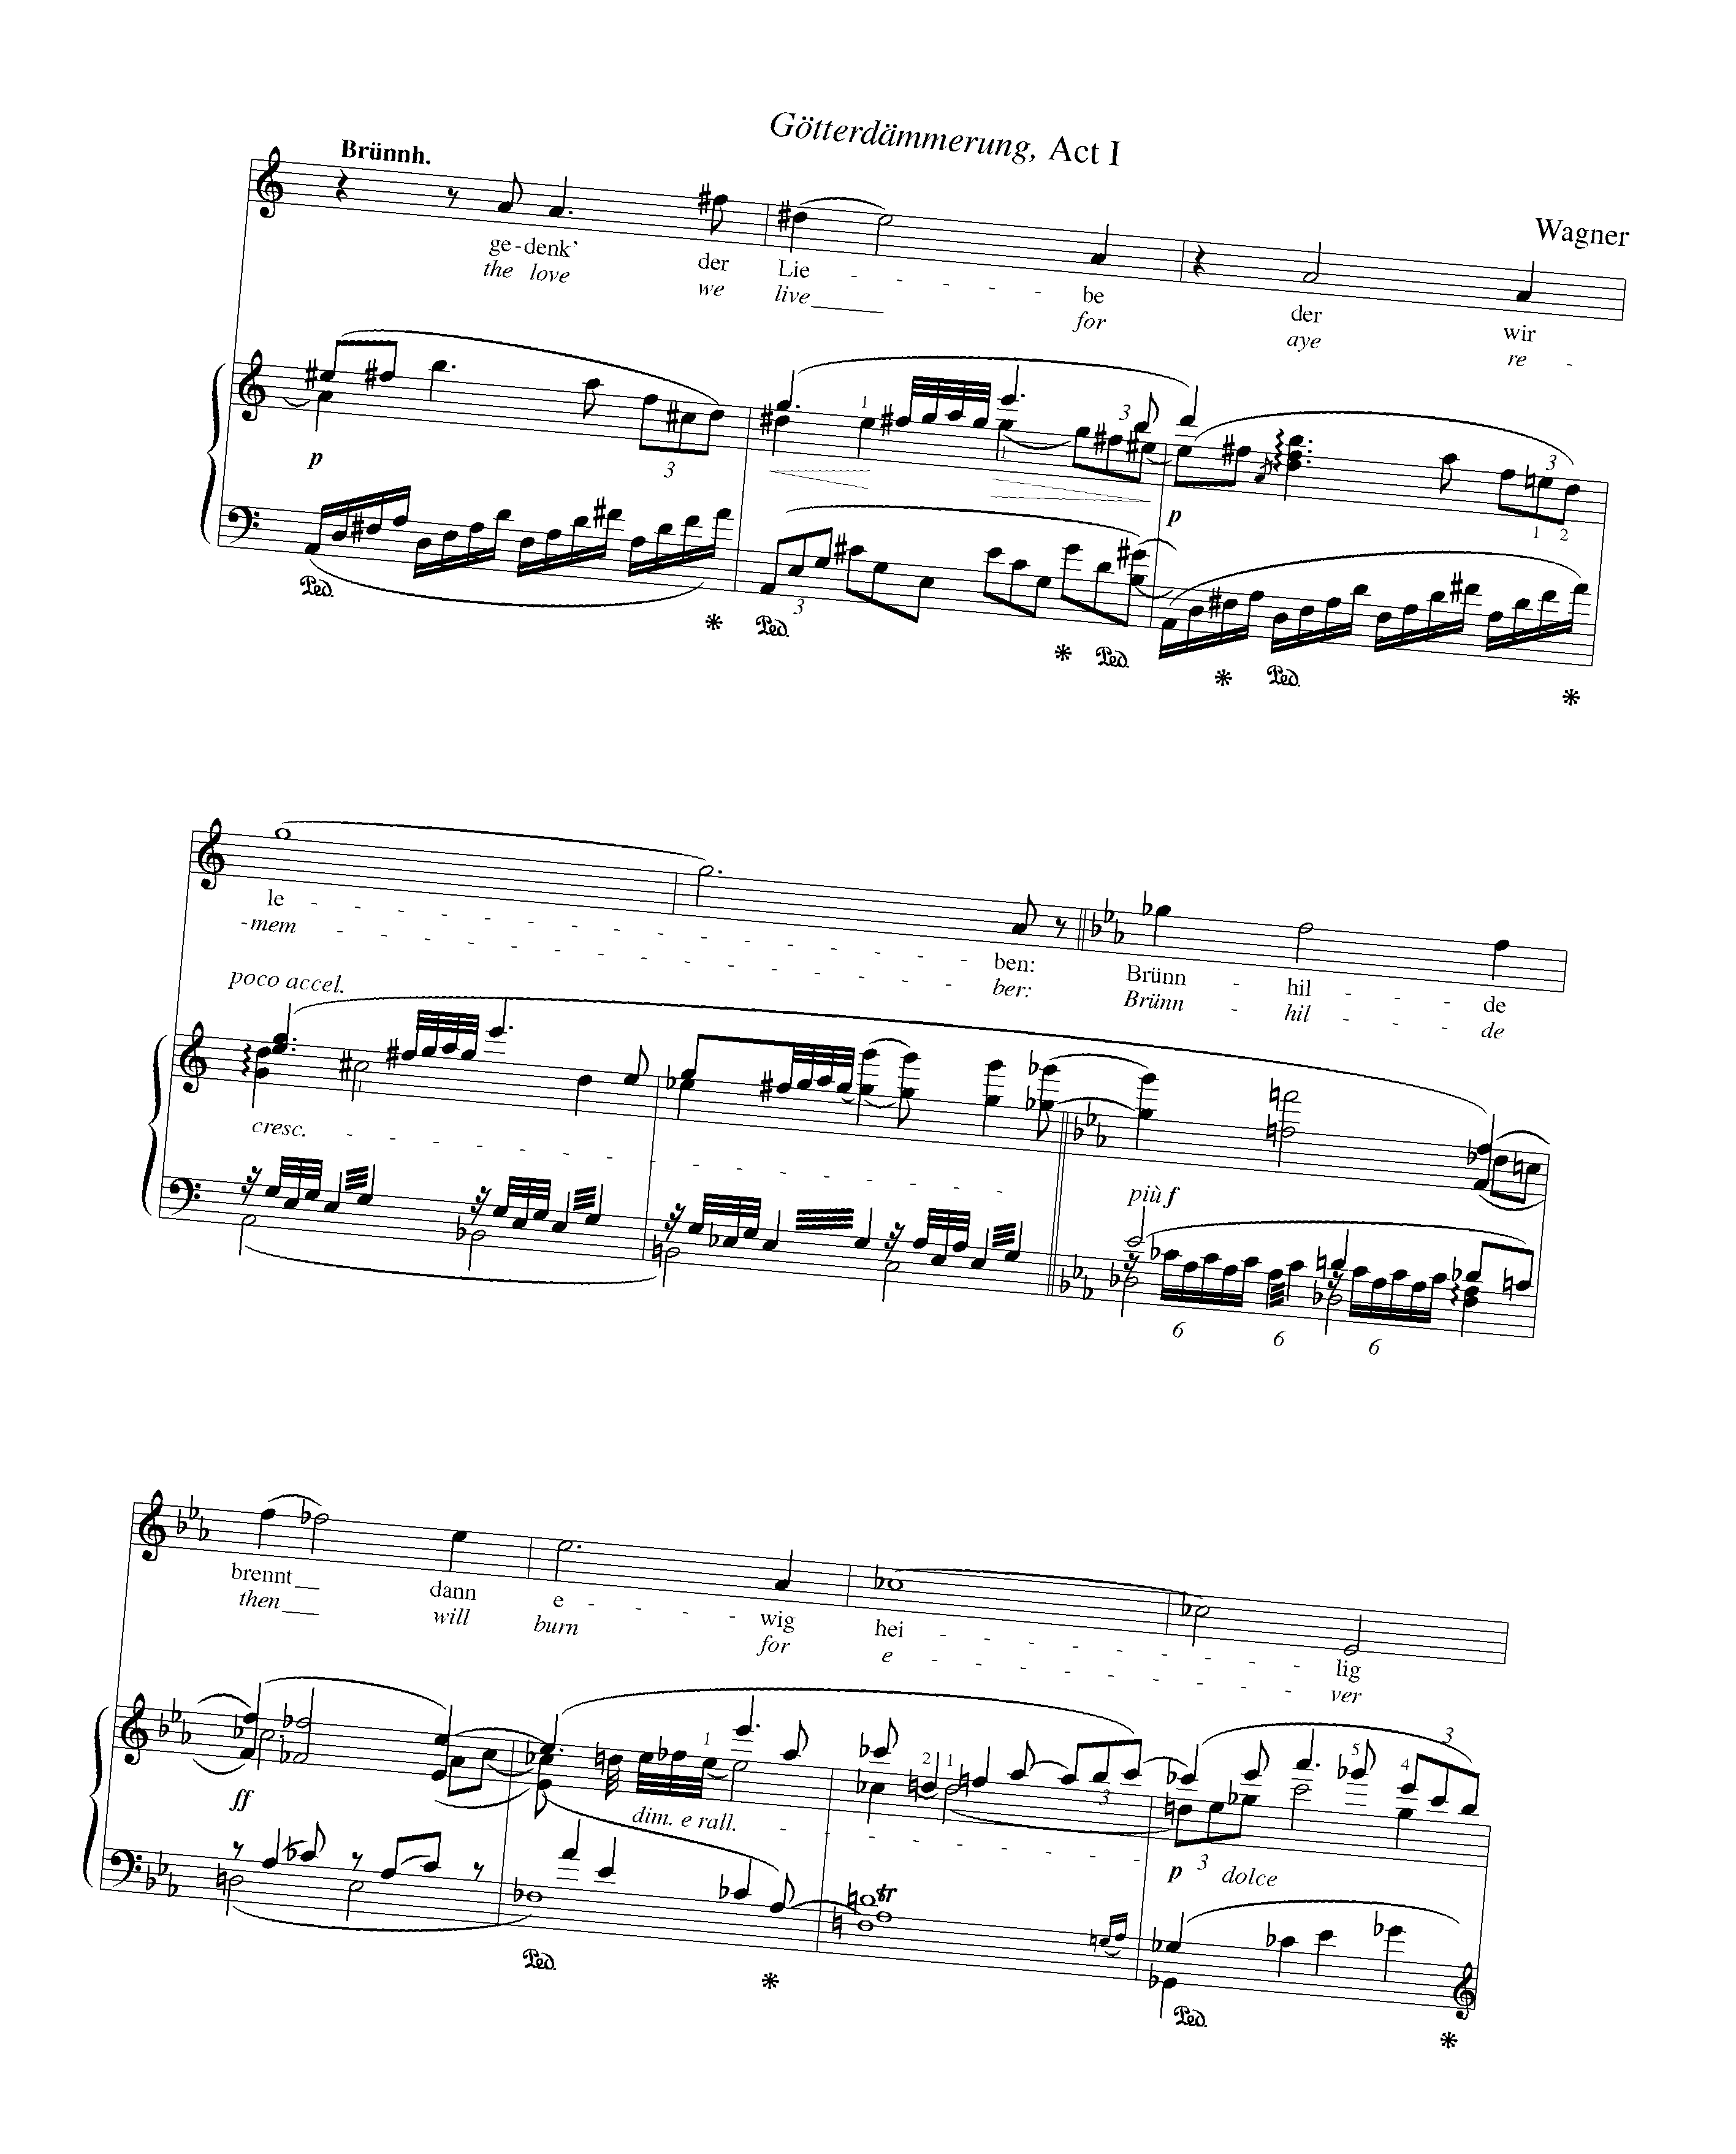 Götterdämmerung, Act I
Wagner
Brünnh.
ge - denk' der Lie - - - - - be der wir
the love we live for aye re -
p
3
1
3
1
p
3
1 2
Ped. * Ped. * Ped. * Ped. *
3
le - - - - - - - - - - - - - - - - ben: Brünn - hil - - - de
-mem - - - - - - - - - - - - - - - - ber: Brünn - hil - - - de
poco accel.
cresc. - - - - - - - - - - - - - -
più f
6 6 6
brennt dann e - - - - - wig hei - - - - - - - - - lig
then will burn for e - - - - - - - - - ver
1
2 1
3
5
4
3
ff
dim. e rall. - - - - - - - - -
p 3 dolce
tr
Ped. * Ped. *